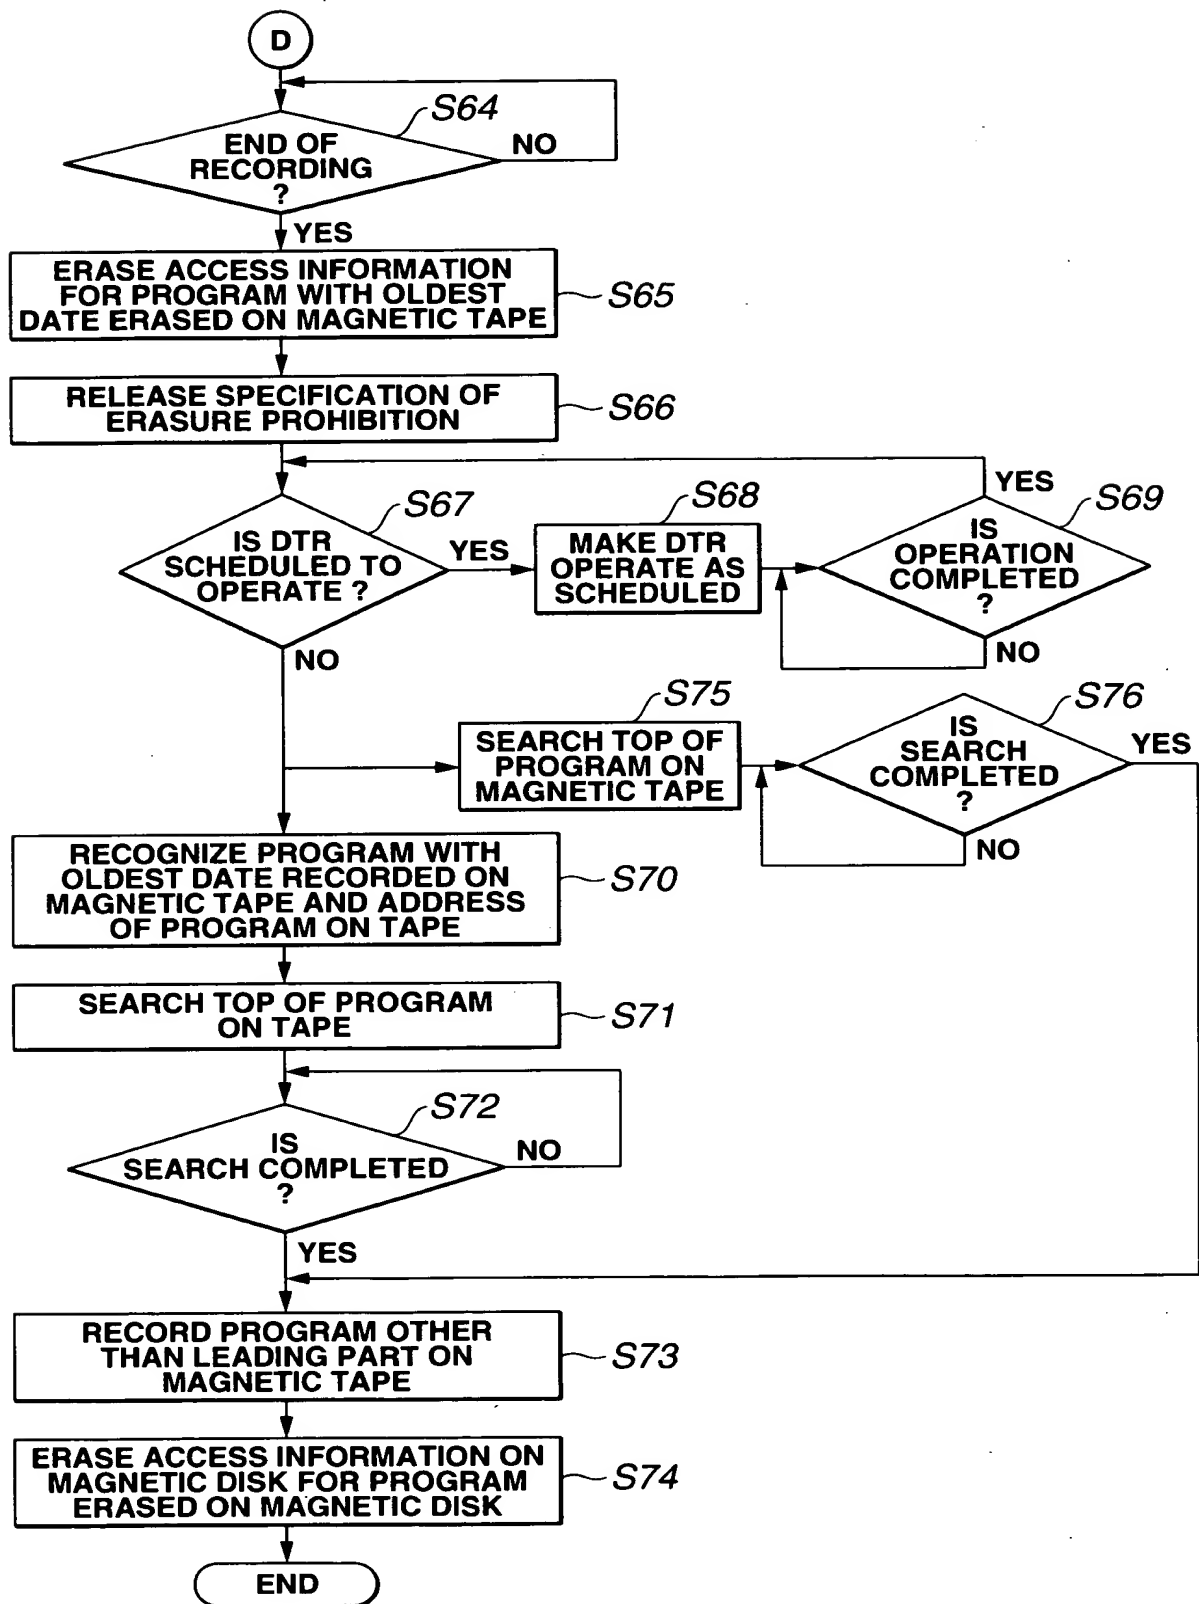 D
S64
END OF
RECORDING
?
NO
YES
ERASE ACCESS INFORMATION
FOR PROGRAM WITH OLDEST
DATE ERASED ON MAGNETIC TAPE
S65
RELEASE SPECIFICATION OF
ERASURE PROHIBITION
S66
S67
IS DTR
SCHEDULED TO
OPERATE ?
YES
NO
S68
MAKE DTR
OPERATE AS
SCHEDULED
S69
IS
OPERATION
COMPLETED
?
YES
NO
S75
SEARCH TOP OF
PROGRAM ON
MAGNETIC TAPE
S76
IS
SEARCH
COMPLETED
?
YES
NO
RECOGNIZE PROGRAM WITH
OLDEST DATE RECORDED ON
MAGNETIC TAPE AND ADDRESS
OF PROGRAM ON TAPE
S70
SEARCH TOP OF PROGRAM
ON TAPE
S71
S72
IS
SEARCH COMPLETED
?
NO
YES
RECORD PROGRAM OTHER
THAN LEADING PART ON
MAGNETIC TAPE
S73
ERASE ACCESS INFORMATION ON
MAGNETIC DISK FOR PROGRAM
ERASED ON MAGNETIC DISK
S74
END